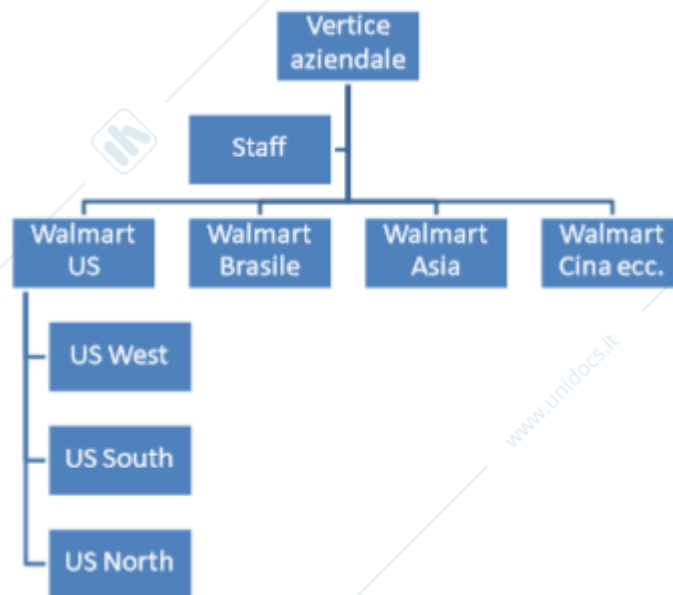 Vertice
aziendale
Staff
Walmart
US
Walmart
Brasile
Walmart
Asia
Walmart
Cina ecc.
US West
US South
US North
www.unidocs.it